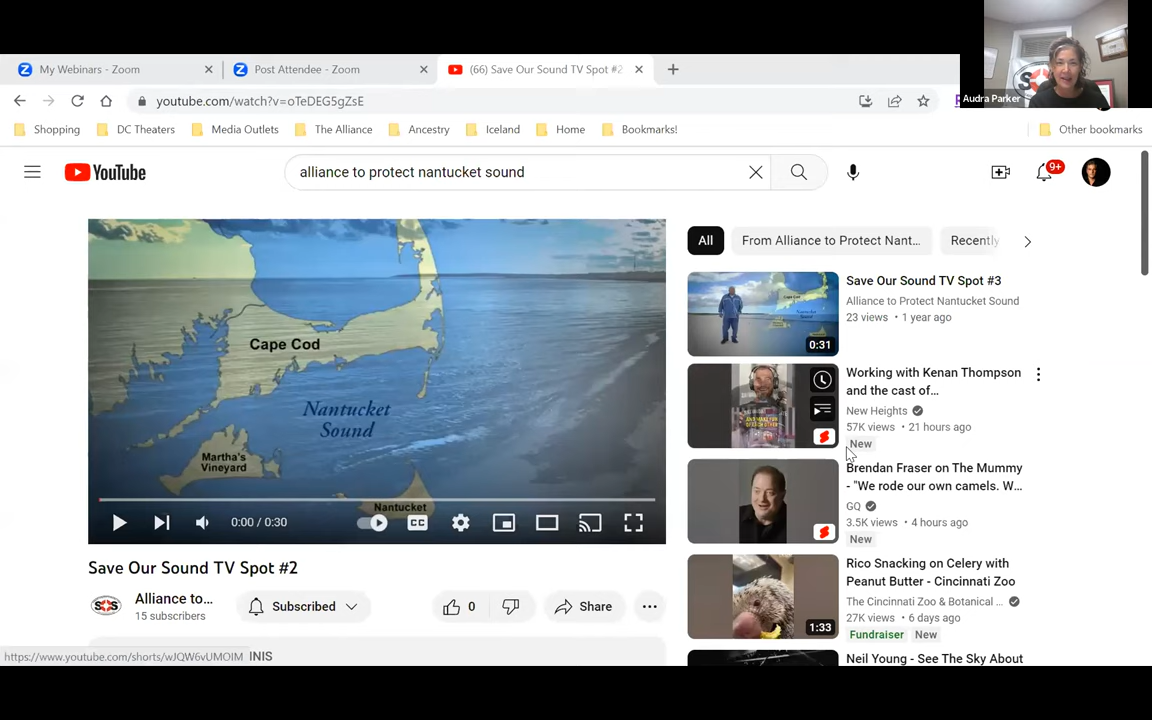 My Webinars - Zoom
Post Attendee - Zoom
(66) Save Our Sound TV Spot #2
Audra Parker
youtube.com/watch?v=oTeDEG5gZsE
Shopping
DC Theaters
Media Outlets
The Alliance
Ancestry
Iceland
Home
Bookmarks!
Other bookmarks
YouTube
alliance to protect nantucket sound
9+
Cape Cod
Nantucket
Sound
Martha's
Vineyard
Nantucket
0:00 / 0:30
CC
Save Our Sound TV Spot #2
SOS
Alliance to...
15 subscribers
Subscribed
0
Share
https://www.youtube.com/shorts/wJQW6vUMOIM
INIS
All
From Alliance to Protect Nant...
Recently
Save Our Sound TV Spot #3
Alliance to Protect Nantucket Sound
23 views • 1 year ago
0:31
Working with Kenan Thompson
and the cast of...
New Heights
57K views • 21 hours ago
New
Brendan Fraser on The Mummy
- "We rode our own camels. W...
GQ
3.5K views • 4 hours ago
New
Rico Snacking on Celery with
Peanut Butter - Cincinnati Zoo
The Cincinnati Zoo & Botanical ...
27K views • 6 days ago
Fundraiser
New
1:33
Neil Young - See The Sky About